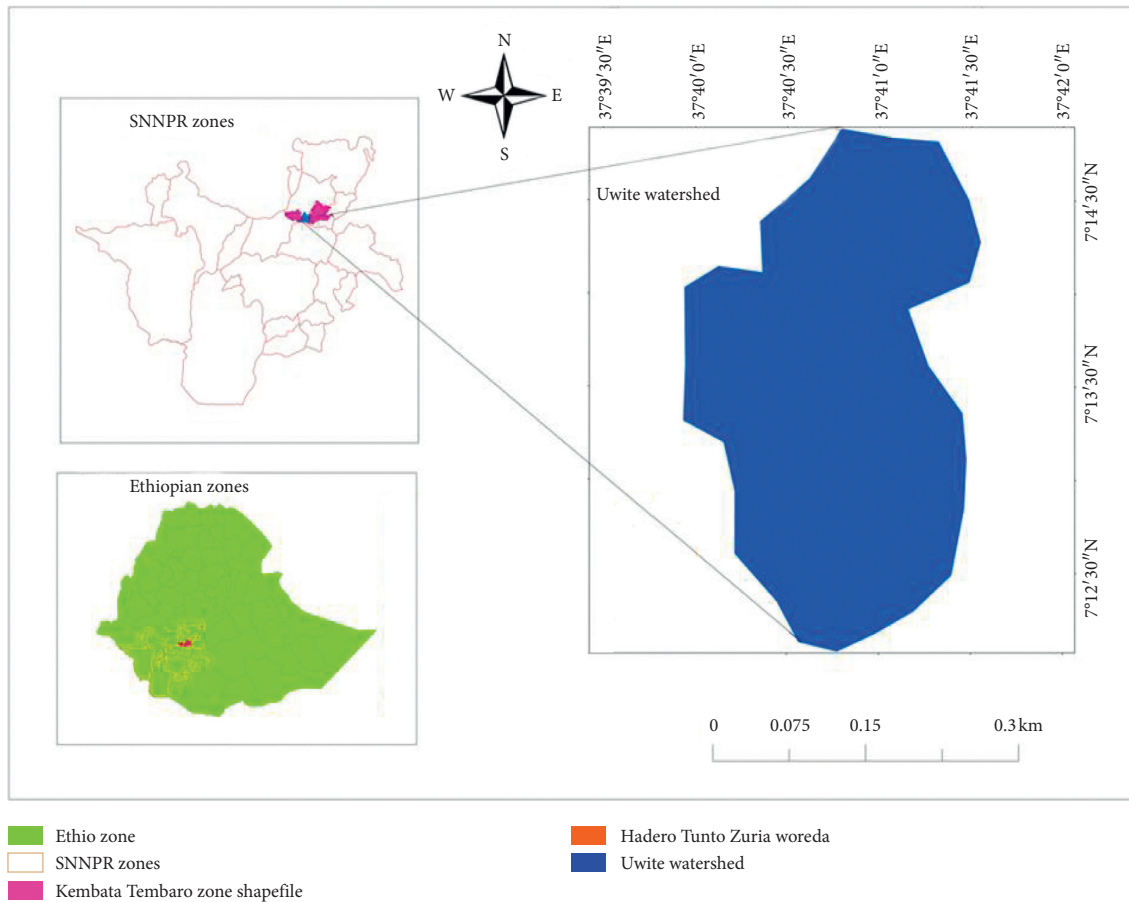 N
W
E
S
SNNPR zones
Ethiopian zones
Uwite watershed
37°39′30″E
37°40′0″E
37°40′30″E
37°41′0″E
37°41′30″E
37°42′0″E
7°14′30″N
7°13′30″N
7°12′30″N
0 0.075 0.15 0.3 km
Ethio zone
SNNPR zones
Kembata Tembaro zone shapefile
Hadero Tunto Zuria woreda
Uwite watershed